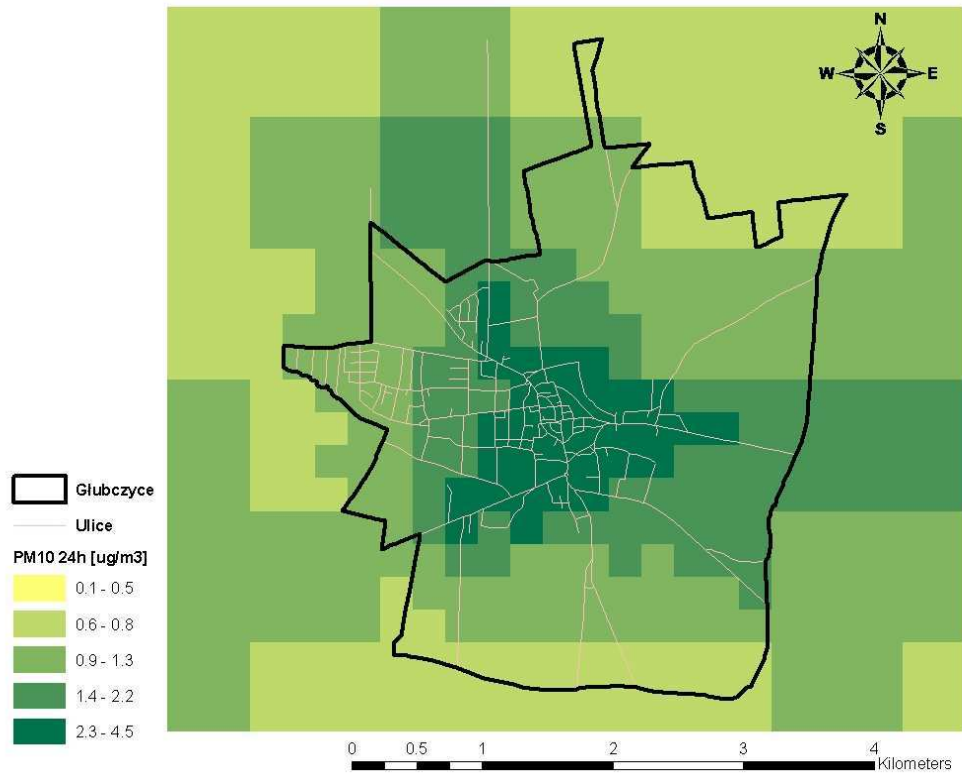 N
W E
S
Głubczyce
Ulice
PM10 24h [ug/m3]
0.1 - 0.5
0.6 - 0.8
0.9 - 1.3
1.4 - 2.2
2.3 - 4.5
0 0.5 1 2 3 4
Kilometers